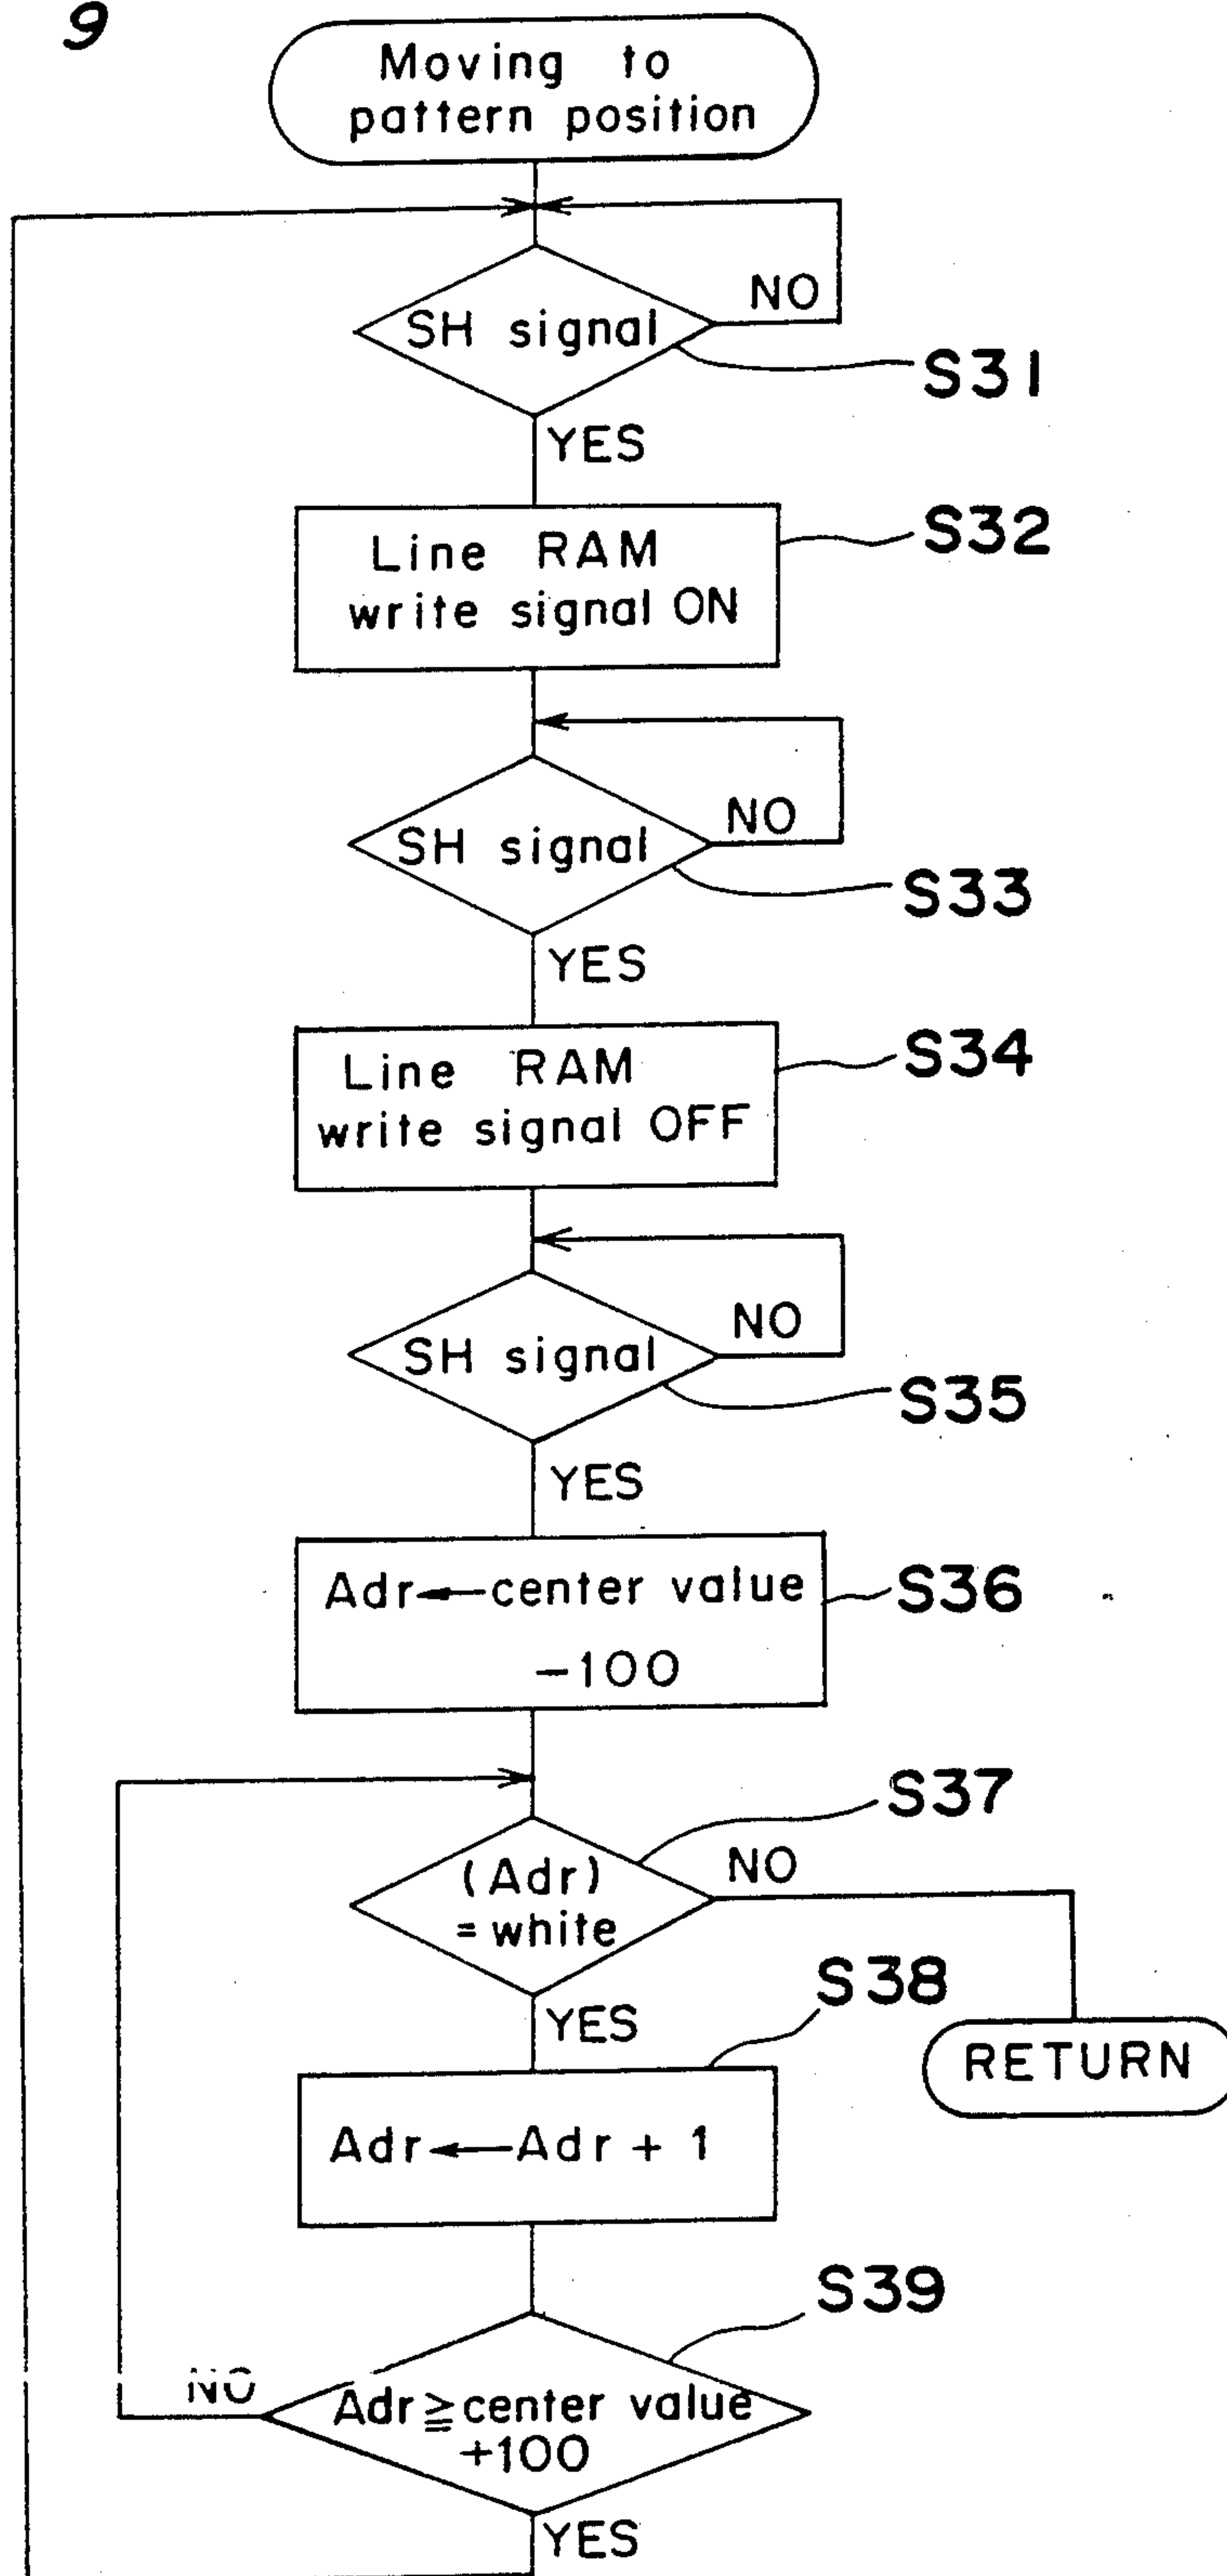 9
Moving to
pattern position
SH signal
NO
S31
YES
Line RAM
write signal ON
S32
SH signal
NO
S33
YES
Line RAM
write signal OFF
S34
SH signal
NO
S35
YES
Adr←center value
-100
S36
(Adr)
=white
NO
S37
YES
RETURN
S38
Adr←Adr + 1
S39
NO
Adr≧center value
+100
YES